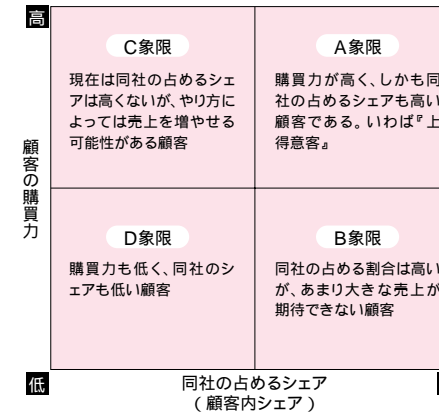 高
C象限
現在は同社の占めるシェ
アは高くないが、やり方に
よっては売上を増やせる
可能性がある顧客
A象限
購買力が高く、しかも同
社の占めるシェアも高い
顧客である。いわば『上
得意客』
顧客の購買力
D象限
購買力も低く、同社のシ
ェアも低い顧客
B象限
同社の占める割合は高い
が、あまり大きな売上が
期待できない顧客
低
同社の占めるシェア
(顧客内シェア)